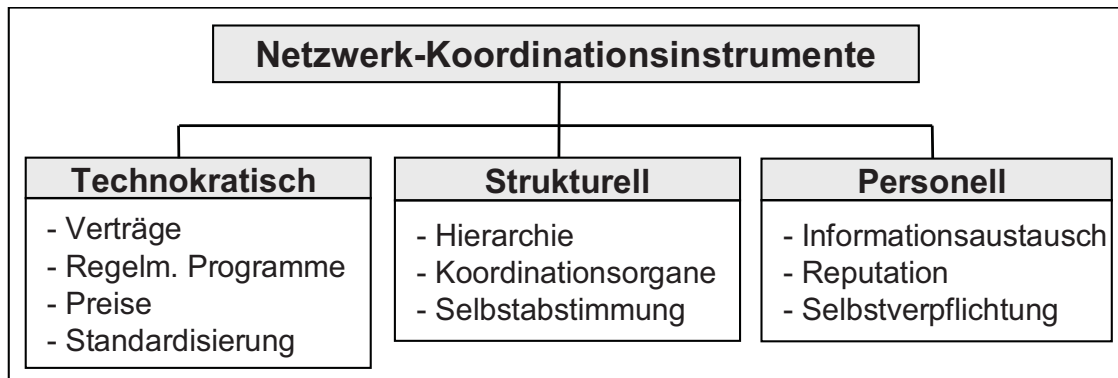 Netzwerk-Koordinationsinstrumente
Technokratisch
- Verträge
- Regelm. Programme
- Preise
- Standardisierung
Strukturell
- Hierarchie
- Koordinationsorgane
- Selbstabstimmung
Personell
- Informationsaustausch
- Reputation
- Selbstverpflichtung